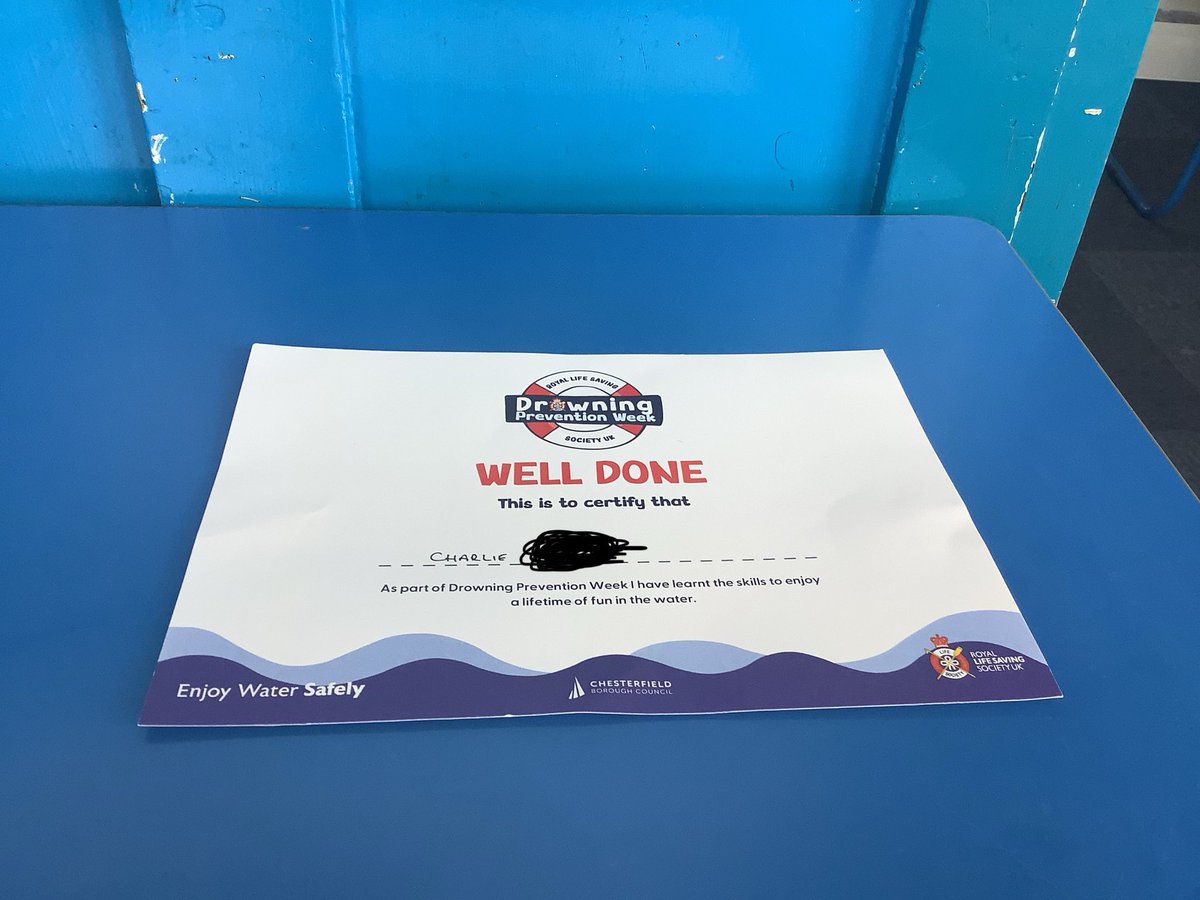 ROYAL LIFE SAVING
Drowning
Prevention Week
SOCIETY UK
WELL DONE
This is to certify that
CHARLIE
As part of Drowning Prevention Week I have learnt the skills to enjoy
a lifetime of fun in the water.
Enjoy Water Safely
CHESTERFIELD
BOROUGH COUNCIL
LIFE
SOCIETY
ROYAL
LIFE SAVING
SOCIETY UK